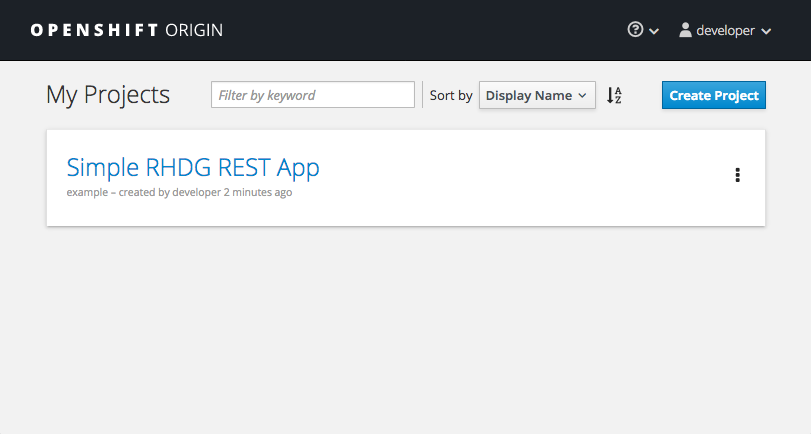 OPENSHIFT ORIGIN
developer
My Projects
Filter by keyword
Sort by
Display Name
A
Z
Create Project
Simple RHDG REST App
example – created by developer 2 minutes ago